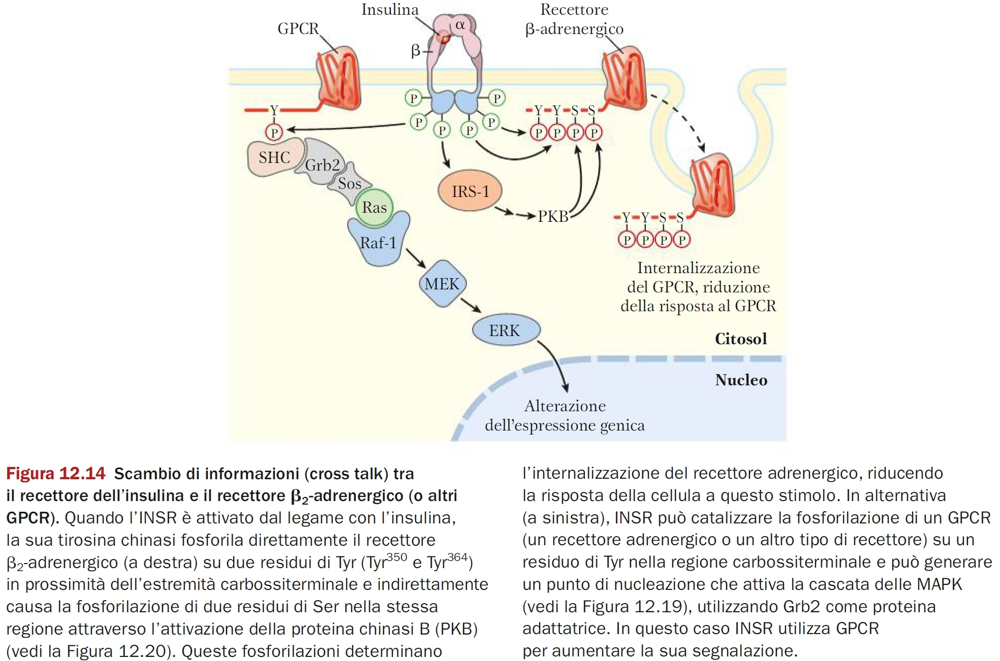 Insulina
Recettore
β-adrenergico
GPCR
α
β
P
P
Y
Y Y S S
P
P
P
P
P
P
P P P P
SHC
Grb2
Sos
IRS-1
Ras
PKB
Y Y S S
Raf-1
P P P P
Internalizzazione
del GPCR, riduzione
della risposta al GPCR
MEK
ERK
Citosol
Nucleo
Alterazione
dell’espressione genica
Figura 12.14 Scambio di informazioni (cross talk) tra
il recettore dell’insulina e il recettore β₂-adrenergico (o altri
GPCR). Quando l’INSR è attivato dal legame con l’insulina,
la sua tirosina chinasi fosforila direttamente il recettore
β₂-adrenergico (a destra) su due residui di Tyr (Tyr³⁵⁰ e Tyr³⁶⁴)
in prossimità dell’estremità carbossiterminale e indirettamente
causa la fosforilazione di due residui di Ser nella stessa
regione attraverso l’attivazione della proteina chinasi B (PKB)
(vedi la Figura 12.20). Queste fosforilazioni determinano
l’internalizzazione del recettore adrenergico, riducendo
la risposta della cellula a questo stimolo. In alternativa
(a sinistra), INSR può catalizzare la fosforilazione di un GPCR
(un recettore adrenergico o un altro tipo di recettore) su un
residuo di Tyr nella regione carbossiterminale e può generare
un punto di nucleazione che attiva la cascata delle MAPK
(vedi la Figura 12.19), utilizzando Grb2 come proteina
adattatrice. In questo caso INSR utilizza GPCR
per aumentare la sua segnalazione.